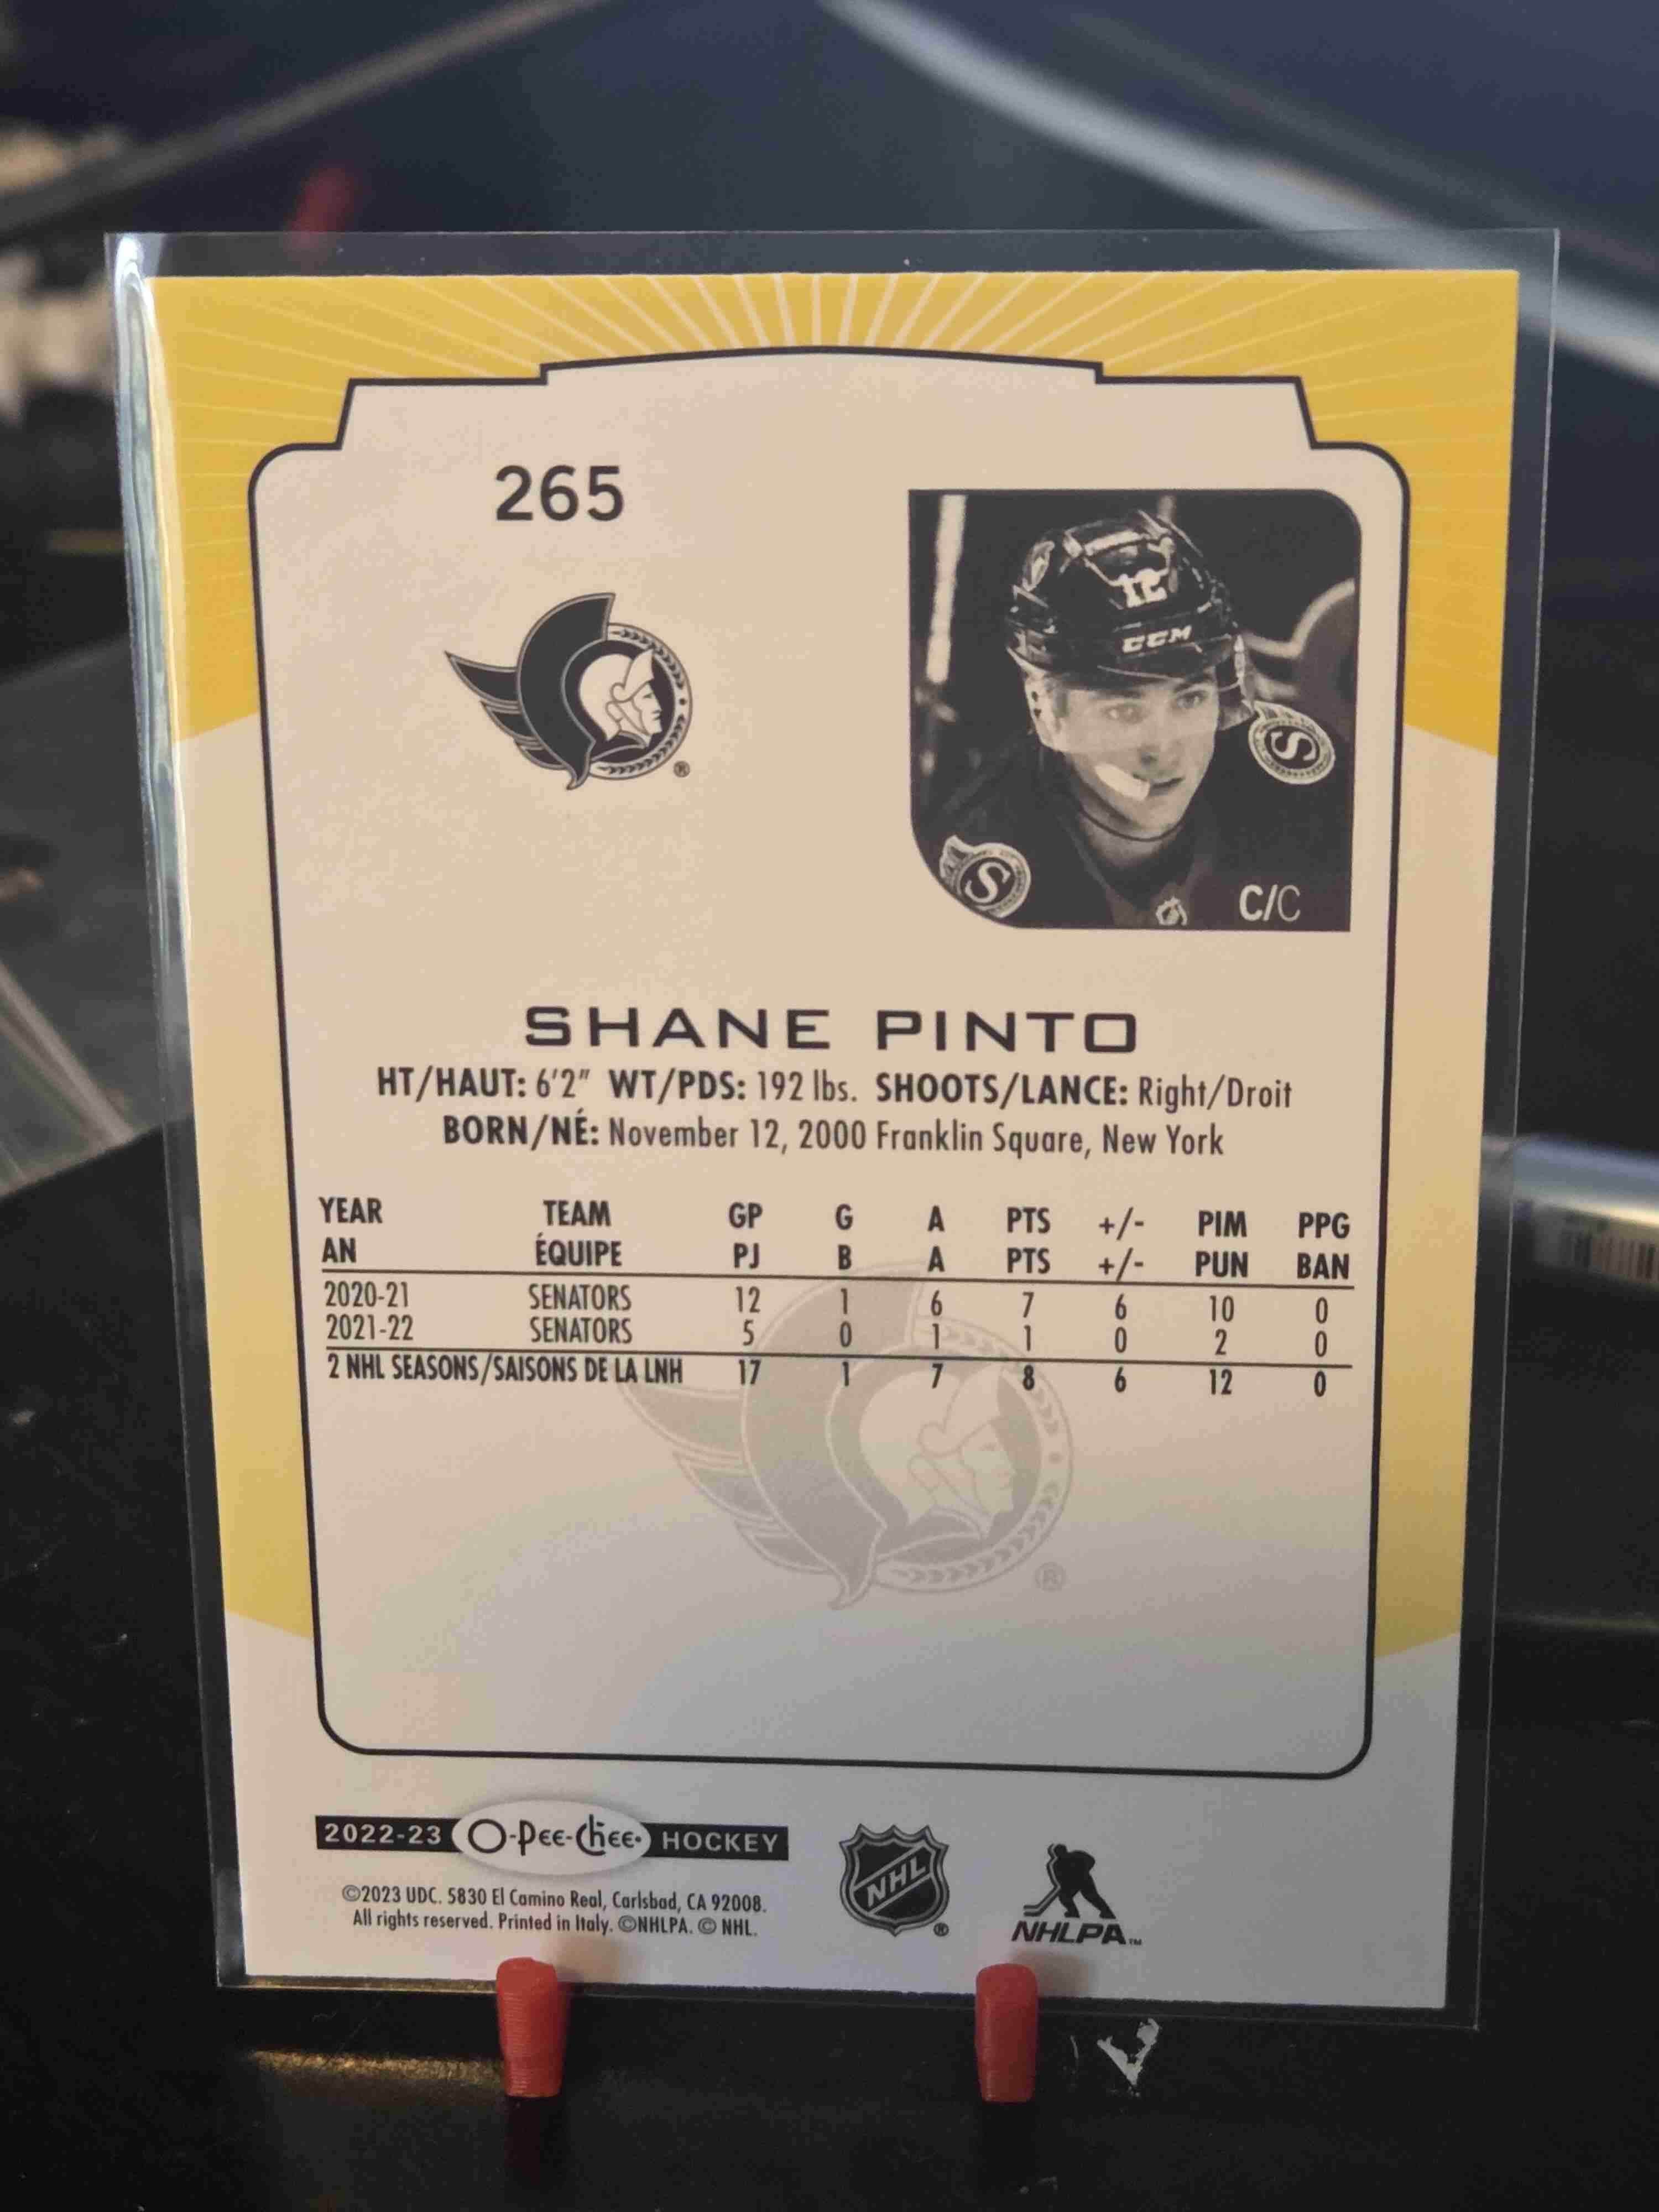 265
12
CCM
S
S
C/C
SHANE PINTO
HT/HAUT: 6'2" WT/PDS: 192 lbs. SHOOTS/LANCE: Right/Droit
BORN/NÉ: November 12, 2000 Franklin Square, New York
YEAR TEAM GP G A PTS +/- PIM PPG
AN ÉQUIPE PJ B A PTS +/- PUN BAN
2020-21 SENATORS 12 1 6 7 6 10 0
2021-22 SENATORS 5 0 1 1 0 2 0
2 NHL SEASONS/SAISONS DE LA LNH 17 1 7 8 6 12 0
2022-23 O-Pee-Chee HOCKEY
©2023 UDC. 5830 El Camino Real, Carlsbad, CA 92008.
All rights reserved. Printed in Italy. ©NHLPA. © NHL.
NHL ®
NHLPA™